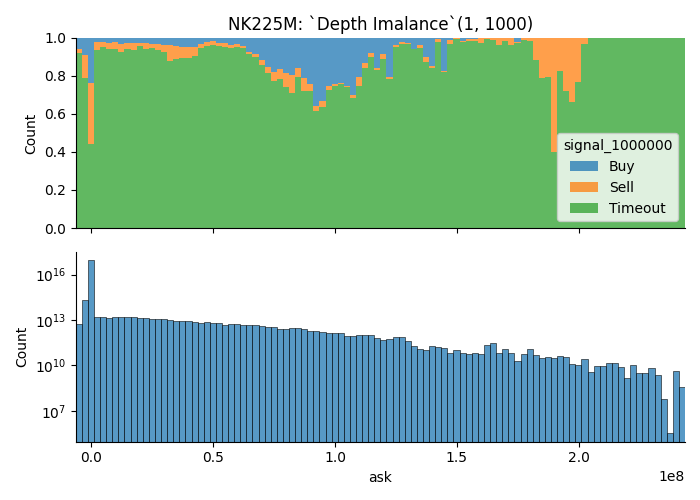 NK225M: `Depth Imalance`(1, 1000)
1.0
0.8
0.6
0.4
0.2
0.0
Count
signal_1000000
Buy
Sell
Timeout
10^16
10^13
10^10
10^7
Count
0.0 0.5 1.0 1.5 2.0
1e8
ask